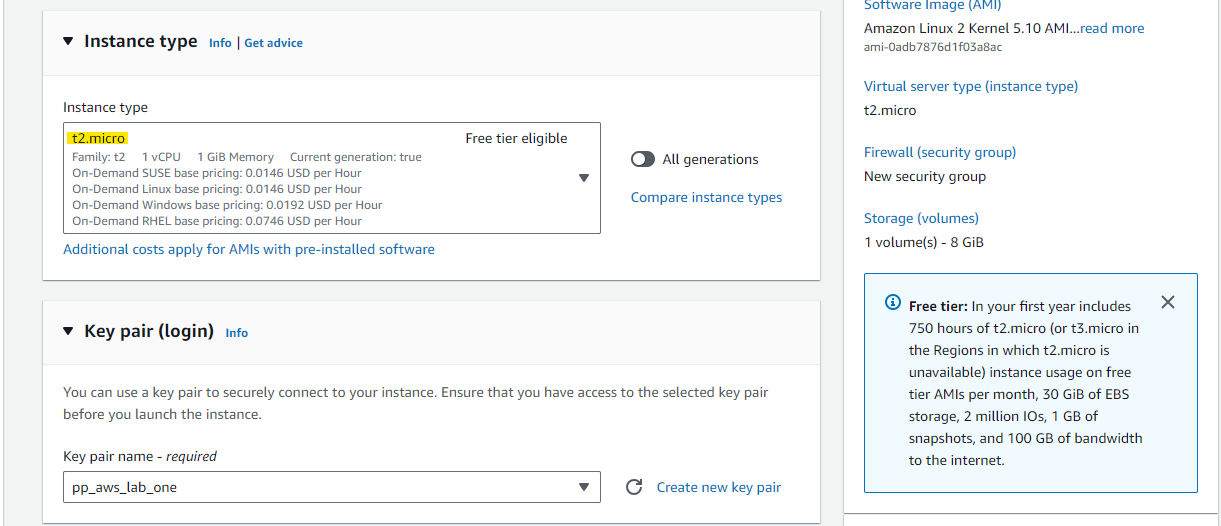 Instance type Info | Get advice
Instance type
t2.micro Free tier eligible
Family: t2 1 vCPU 1 GiB Memory Current generation: true
On-Demand SUSE base pricing: 0.0146 USD per Hour
On-Demand Linux base pricing: 0.0146 USD per Hour
On-Demand Windows base pricing: 0.0192 USD per Hour
On-Demand RHEL base pricing: 0.0746 USD per Hour
All generations
Compare instance types
Additional costs apply for AMIs with pre-installed software
Key pair (login) Info
You can use a key pair to securely connect to your instance. Ensure that you have access to the selected key pair
before you launch the instance.
Key pair name - required
pp_aws_lab_one
Create new key pair
Software Image (AMI)
Amazon Linux 2 Kernel 5.10 AMI...read more
ami-0adb7876d1f03a8ac
Virtual server type (instance type)
t2.micro
Firewall (security group)
New security group
Storage (volumes)
1 volume(s) - 8 GiB
Free tier: In your first year includes
750 hours of t2.micro (or t3.micro in
the Regions in which t2.micro is
unavailable) instance usage on free
tier AMIs per month, 30 GiB of EBS
storage, 2 million IOs, 1 GB of
snapshots, and 100 GB of bandwidth
to the internet.